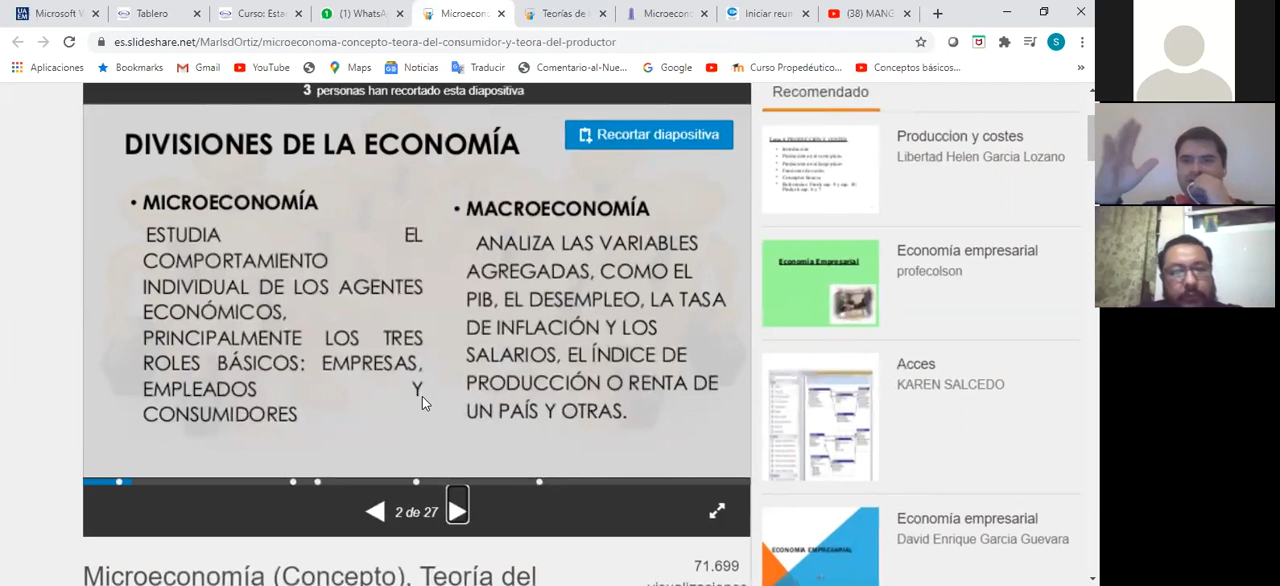 Microsoft W
Tablero
Curso: Esta
(1) WhatsA
Microecono
Teorías de l
Microecono
Iniciar reun
(38) MANG
es.slideshare.net/MarlsdOrtiz/microeconoma-concepto-teora-del-consumidor-y-teora-del-productor
S
Aplicaciones
Bookmarks
Gmail
YouTube
Maps
Noticias
Traducir
Comentario-al-Nue...
Google
Curso Propedéutico...
Conceptos básicos...
»
3 personas han recortado esta diapositiva
DIVISIONES DE LA ECONOMÍA
Recortar diapositiva
• MICROECONOMÍA
ESTUDIA EL
COMPORTAMIENTO
INDIVIDUAL DE LOS AGENTES
ECONÓMICOS,
PRINCIPALMENTE LOS TRES
ROLES BÁSICOS: EMPRESAS,
EMPLEADOS Y
CONSUMIDORES
• MACROECONOMÍA
ANALIZA LAS VARIABLES
AGREGADAS, COMO EL
PIB, EL DESEMPLEO, LA TASA
DE INFLACIÓN Y LOS
SALARIOS, EL ÍNDICE DE
PRODUCCIÓN O RENTA DE
UN PAÍS Y OTRAS.
2 de 27
Microeconomía (Concepto), Teoría del
71.699
visualizaciones
Recomendado
Produccion y costes
Libertad Helen Garcia Lozano
Economía Empresarial
Economía empresarial
profecolson
Acces
KAREN SALCEDO
ECONOMIA EMPRESARIAL
Economía empresarial
David Enrique Garcia Guevara